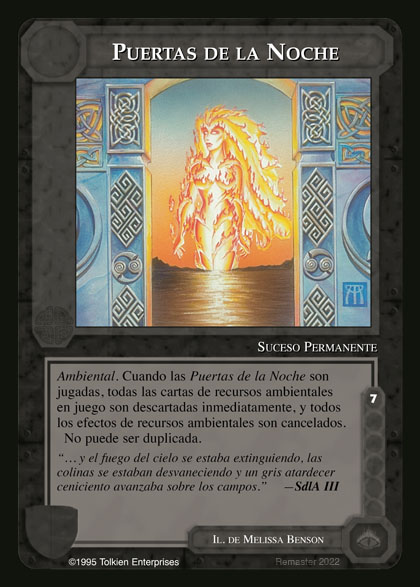 Puertas de la Noche
Suceso Permanente
Ambiental. Cuando las Puertas de la Noche son
jugadas, todas las cartas de recursos ambientales
en juego son descartadas inmediatamente, y todos
los efectos de recursos ambientales son cancelados.
No puede ser duplicada.
7
“… y el fuego del cielo se estaba extinguiendo, las
colinas se estaban desvaneciendo y un gris atardecer
ceniciento avanzaba sobre los campos.” —SdlA III
Il. de Melissa Benson
©1995 Tolkien Enterprises
Remaster 2022